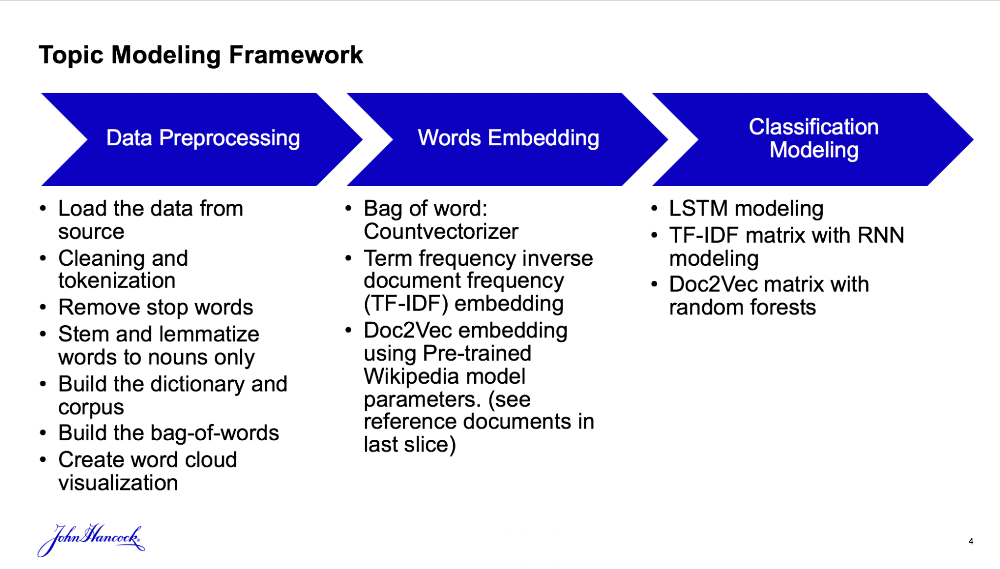 Topic Modeling Framework
Data Preprocessing
• Load the data from
source
• Cleaning and
tokenization
• Remove stop words
• Stem and lemmatize
words to nouns only
• Build the dictionary and
corpus
• Build the bag-of-words
• Create word cloud
visualization
Words Embedding
• Bag of word:
Countvectorizer
• Term frequency inverse
document frequency
(TF-IDF) embedding
• Doc2Vec embedding
using Pre-trained
Wikipedia model
parameters. (see
reference documents in
last slice)
Classification
Modeling
• LSTM modeling
• TF-IDF matrix with RNN
modeling
• Doc2Vec matrix with
random forests
John Hancock®
4